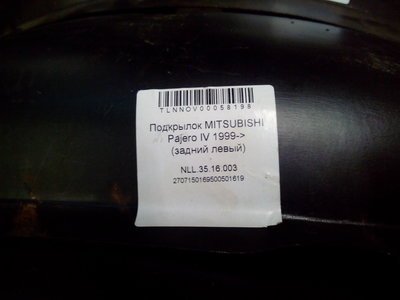 TLNNOV00058198
Подкрылок MITSUBISHI
Pajero IV 1999->
(задний левый)
NLL.35.16.003
2707150169500501619